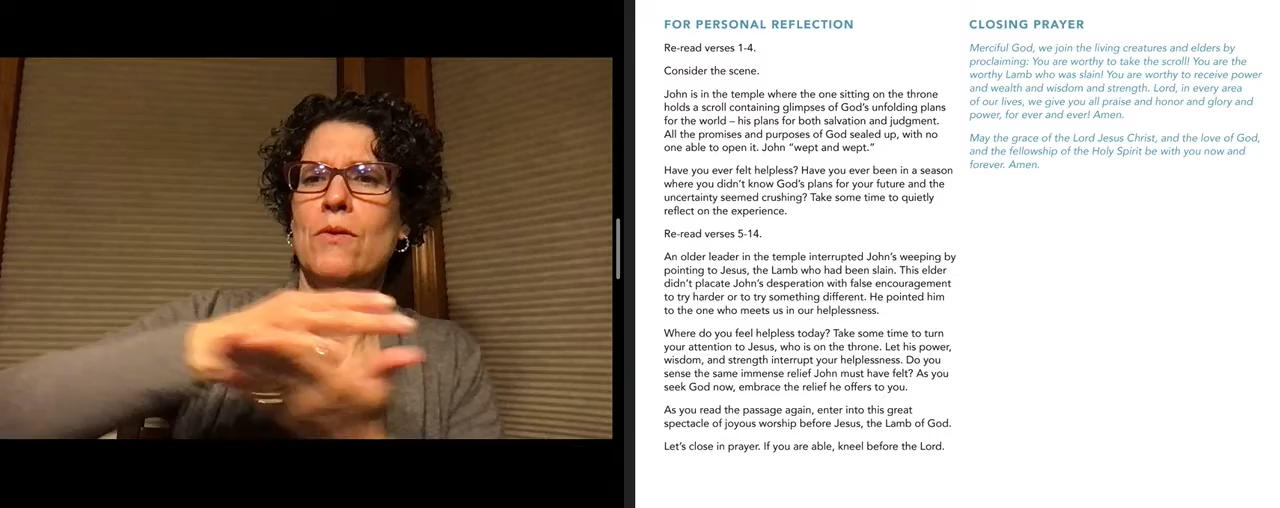 FOR PERSONAL REFLECTION
Re-read verses 1-4.
Consider the scene.
John is in the temple where the one sitting on the throne
holds a scroll containing glimpses of God’s unfolding plans
for the world – his plans for both salvation and judgment.
All the promises and purposes of God sealed up, with no
one able to open it. John “wept and wept.”
Have you ever felt helpless? Have you ever been in a season
where you didn’t know God’s plans for your future and the
uncertainty seemed crushing? Take some time to quietly
reflect on the experience.
Re-read verses 5-14.
An older leader in the temple interrupted John’s weeping by
pointing to Jesus, the Lamb who had been slain. This elder
didn’t placate John’s desperation with false encouragement
to try harder or to try something different. He pointed him
to the one who meets us in our helplessness.
Where do you feel helpless today? Take some time to turn
your attention to Jesus, who is on the throne. Let his power,
wisdom, and strength interrupt your helplessness. Do you
sense the same immense relief John must have felt? As you
seek God now, embrace the relief he offers to you.
As you read the passage again, enter into this great
spectacle of joyous worship before Jesus, the Lamb of God.
Let’s close in prayer. If you are able, kneel before the Lord.
CLOSING PRAYER
Merciful God, we join the living creatures and elders by
proclaiming: You are worthy to take the scroll! You are the
worthy Lamb who was slain! You are worthy to receive power
and wealth and wisdom and strength. Lord, in every area
of our lives, we give you all praise and honor and glory and
power, for ever and ever! Amen.
May the grace of the Lord Jesus Christ, and the love of God,
and the fellowship of the Holy Spirit be with you now and
forever. Amen.